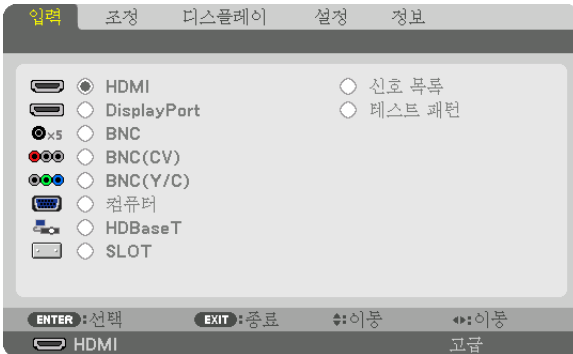 입력 조정 디스플레이 설정 정보
HDMI 신호 목록
DisplayPort 테스트 패턴
×5 BNC
BNC(CV)
BNC(Y/C)
컴퓨터
HDBaseT
SLOT
ENTER:선택 EXIT:종료 :이동 :이동
HDMI 고급